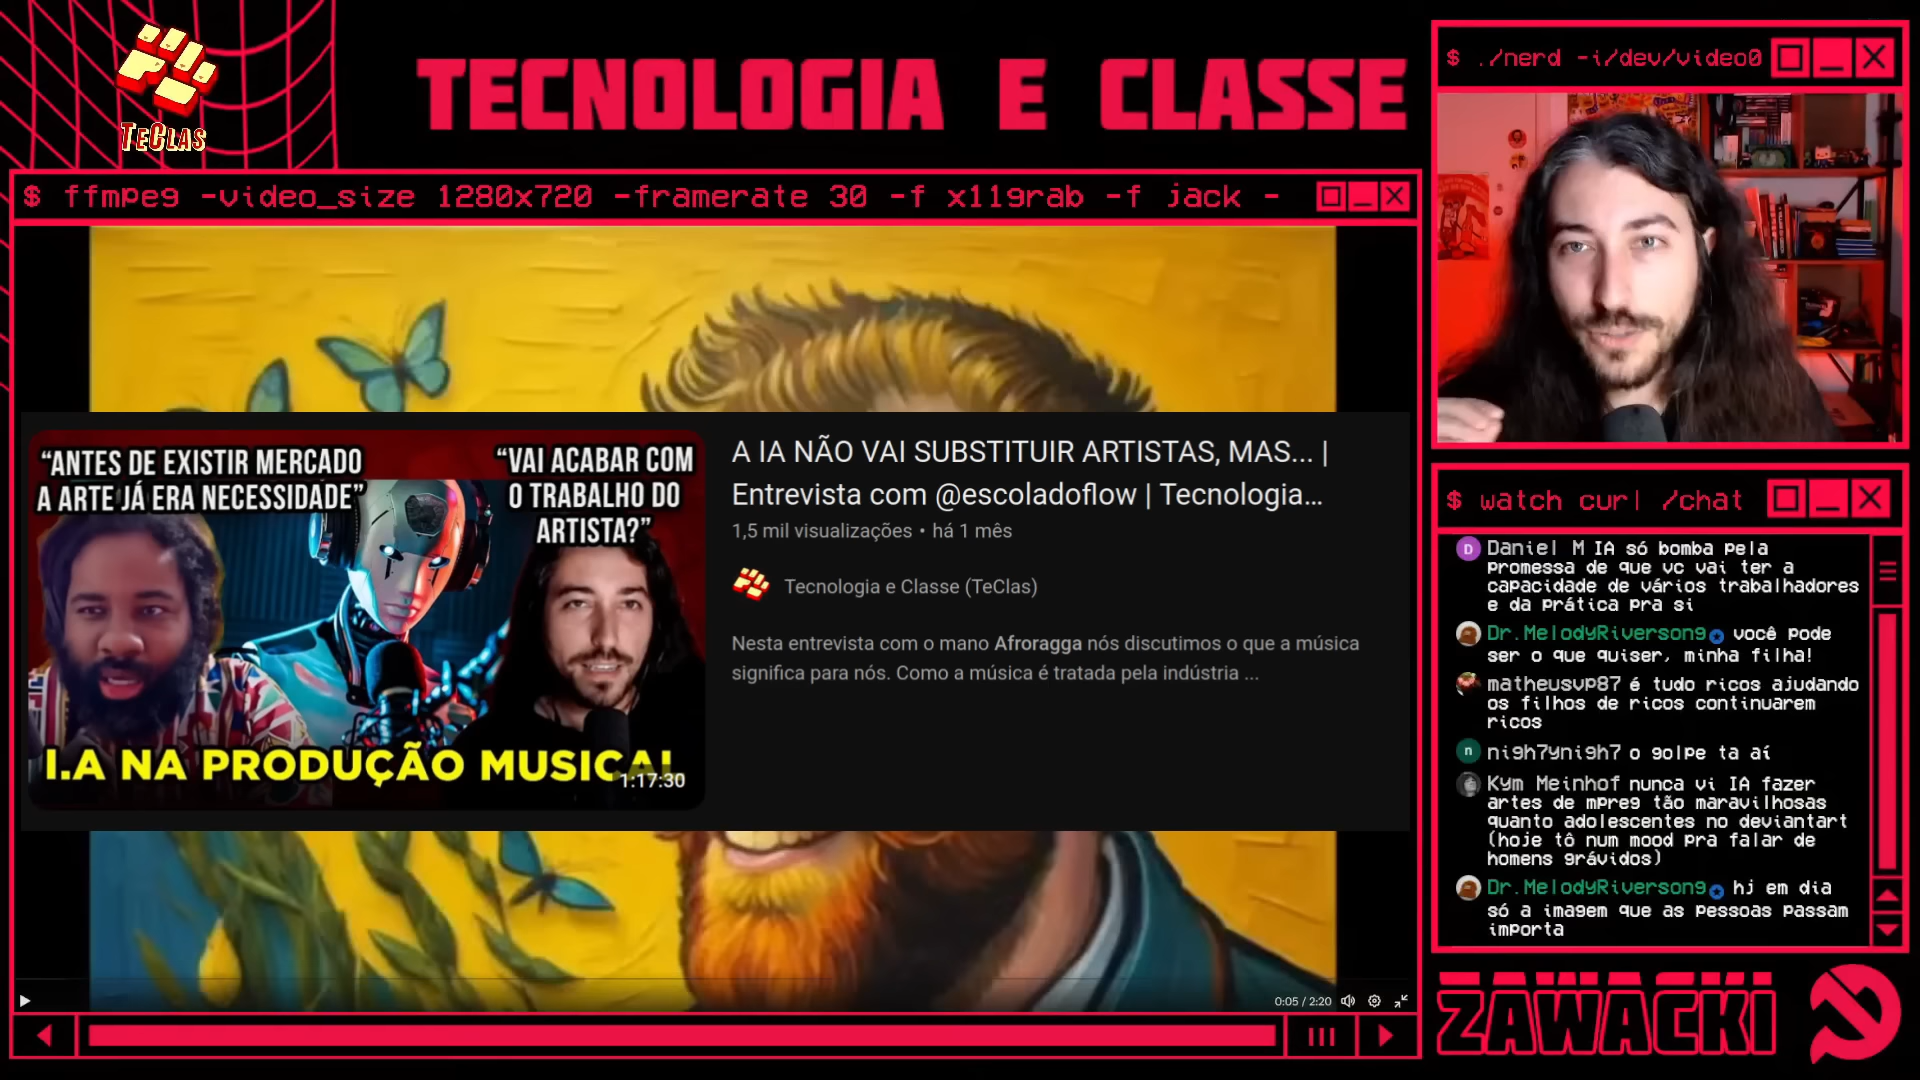 TECLAS
TECNOLOGIA E CLASSE
$ ffmpeg -video_size 1280x720 -framerate 30 -f x11grab -f jack -
"ANTES DE EXISTIR MERCADO
A ARTE JÁ ERA NECESSIDADE"
"VAI ACABAR COM
O TRABALHO DO
ARTISTA?"
I.A NA PRODUÇÃO MUSICAL
1:17:30
A IA NÃO VAI SUBSTITUIR ARTISTAS, MAS... |
Entrevista com @escoladoflow | Tecnologia...
1,5 mil visualizações • há 1 mês
Tecnologia e Classe (TeClas)
Nesta entrevista com o mano Afroragga nós discutimos o que a música
significa para nós. Como a música é tratada pela indústria ...
0:05 / 2:20
$ ./nerd -i/dev/video0
$ watch curl /chat
D Daniel M IA só bomba pela
promessa de que vc vai ter a
capacidade de vários trabalhadores
e da prática pra si
Dr.MelodyRiversong você pode
ser o que quiser, minha filha!
matheusvp87 é tudo ricos ajudando
os filhos de ricos continuarem
ricos
n nigh7ynigh7 o golpe ta aí
Kym Meinhof nunca vi IA fazer
artes de mpreg tão maravilhosas
quanto adolescentes no deviantart
(hoje tô num mood pra falar de
homens grávidos)
Dr.MelodyRiversong hj em dia
só a imagem que as pessoas passam
importa
ZAWACKI